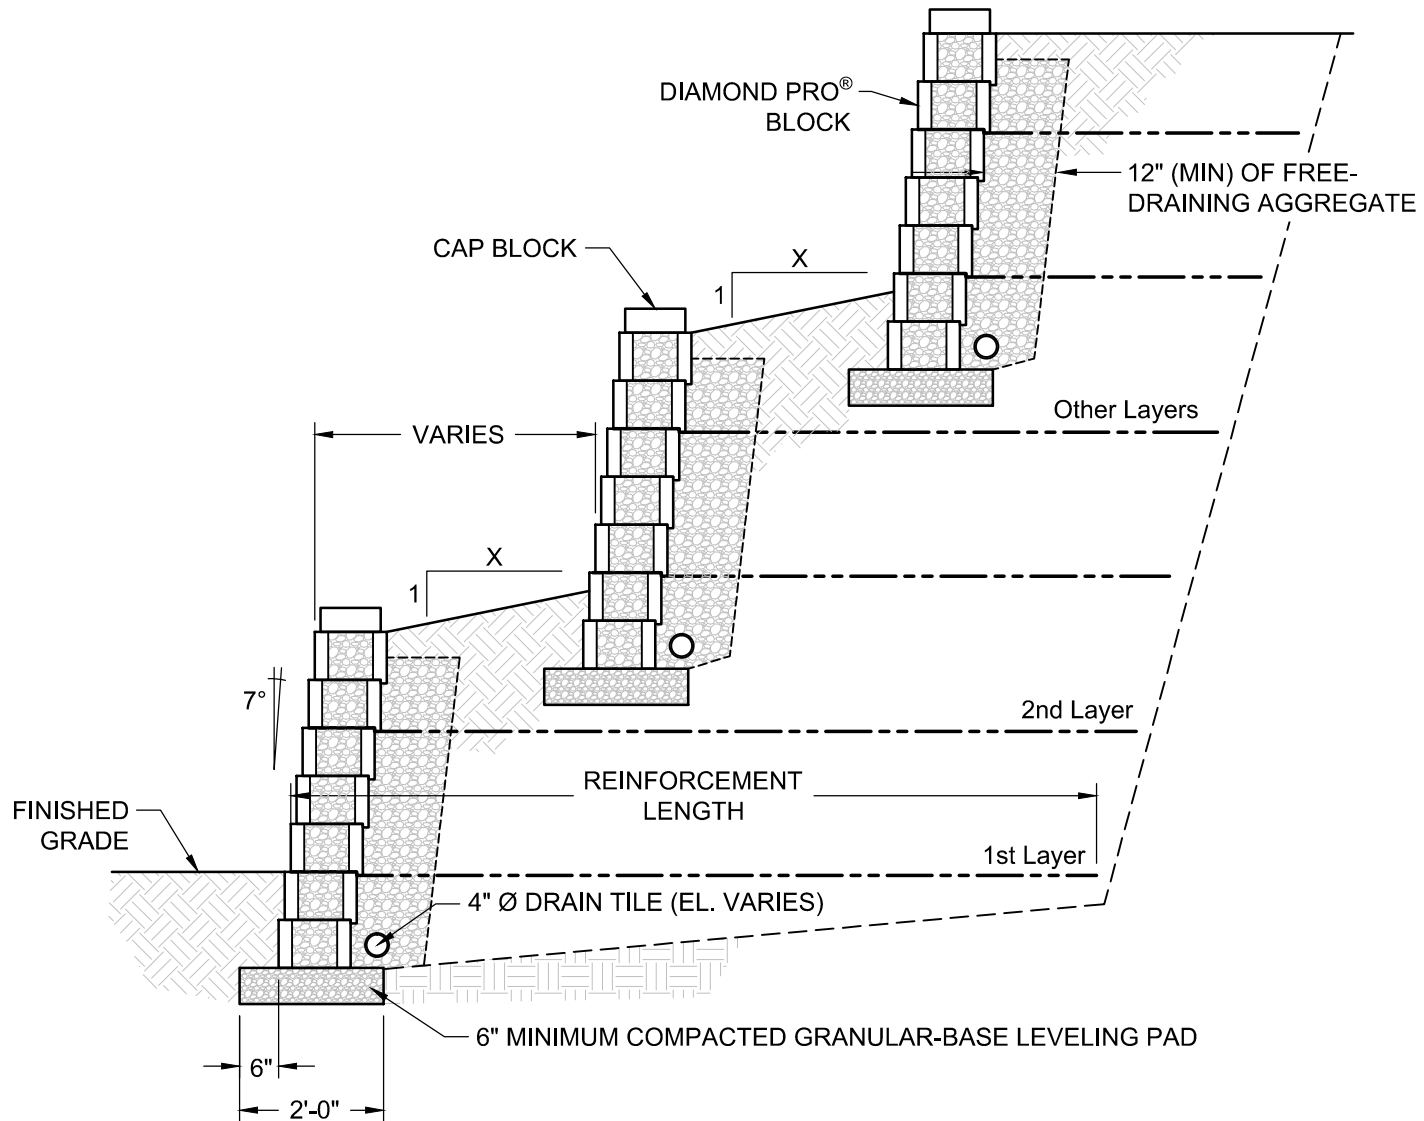 DIAMOND PRO®
BLOCK
12" (MIN) OF FREE-
DRAINING AGGREGATE
CAP BLOCK
X
1
Other Layers
VARIES
X
1
7°
2nd Layer
REINFORCEMENT
LENGTH
FINISHED
GRADE
1st Layer
4" Ø DRAIN TILE (EL. VARIES)
6" MINIMUM COMPACTED GRANULAR-BASE LEVELING PAD
6"
2'-0"